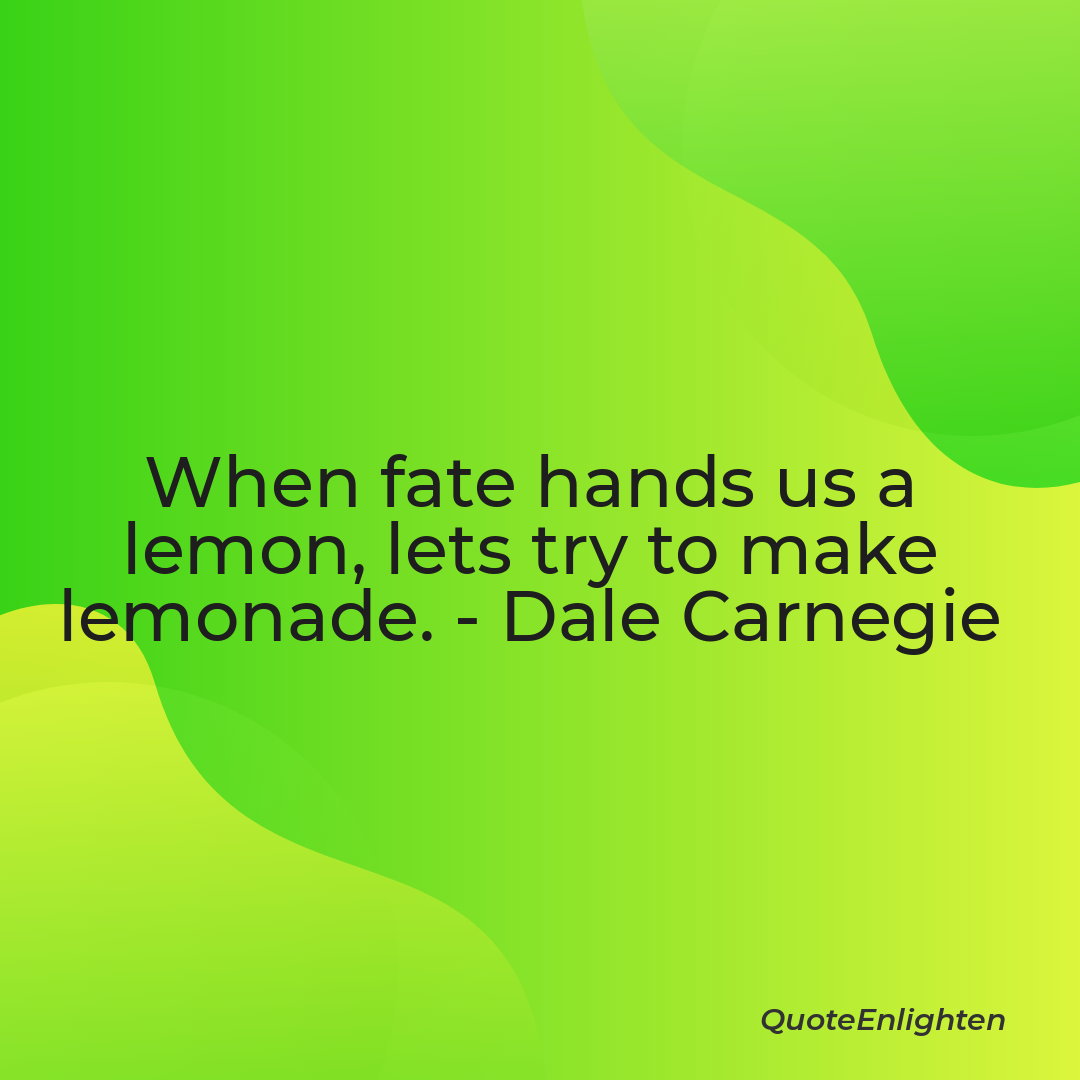 When fate hands us a
lemon, lets try to make
lemonade. - Dale Carnegie
QuoteEnlighten